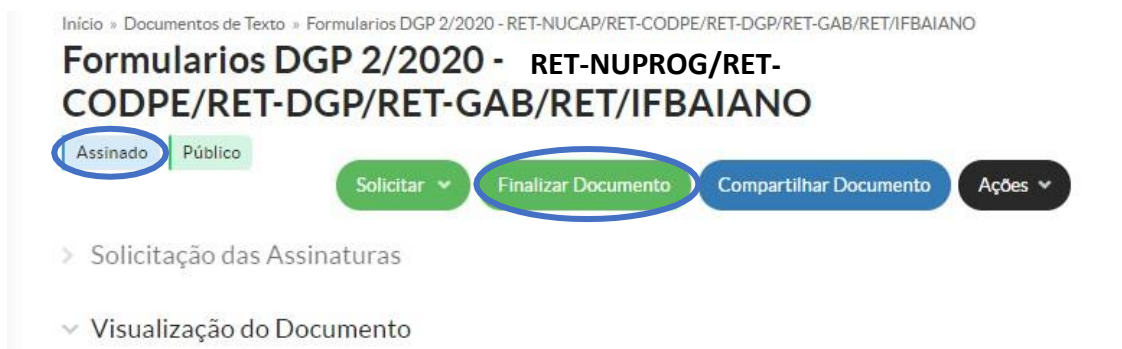 Início » Documentos de Texto » Formularios DGP 2/2020 - RET-NUCAP/RET-CODPE/RET-DGP/RET-GAB/RET/IFBAIANO
Formularios DGP 2/2020 - RET-NUPROG/RET-
CODPE/RET-DGP/RET-GAB/RET/IFBAIANO
Assinado Público
Solicitar Finalizar Documento Compartilhar Documento Ações
Solicitação das Assinaturas
Visualização do Documento